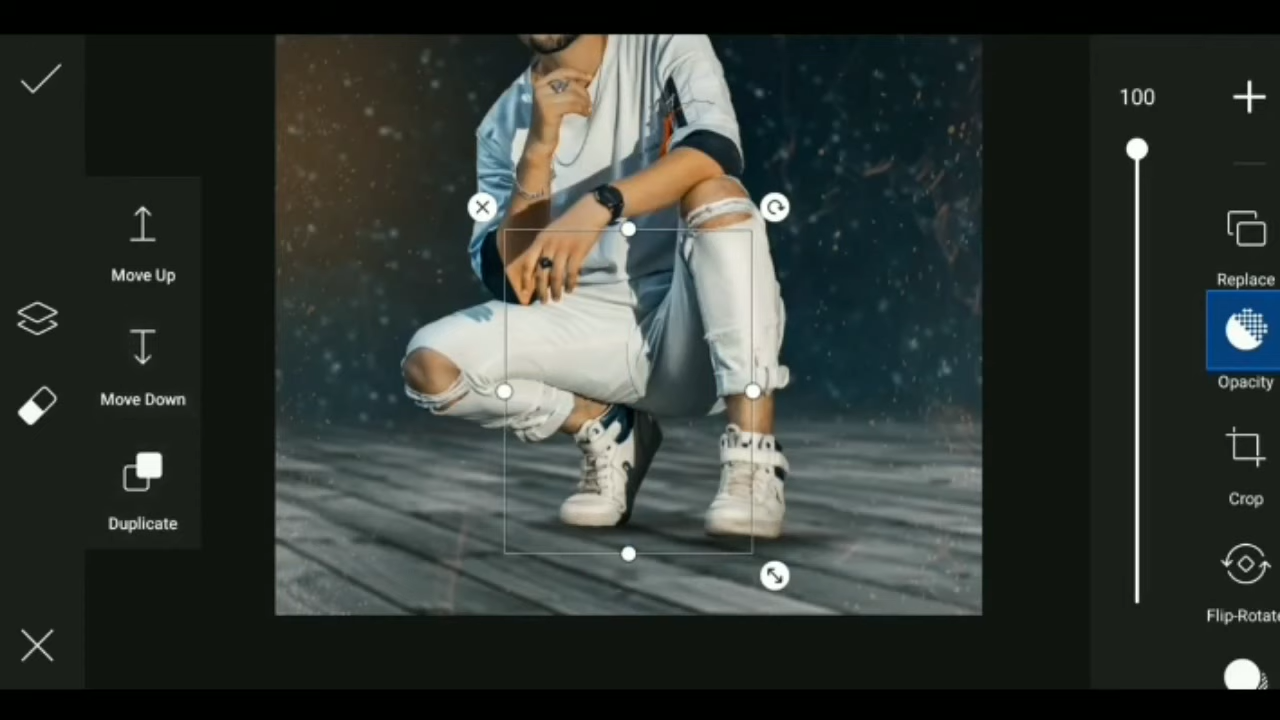 100
Move Up
Replace
Opacity
Move Down
Crop
Duplicate
Flip-Rotate